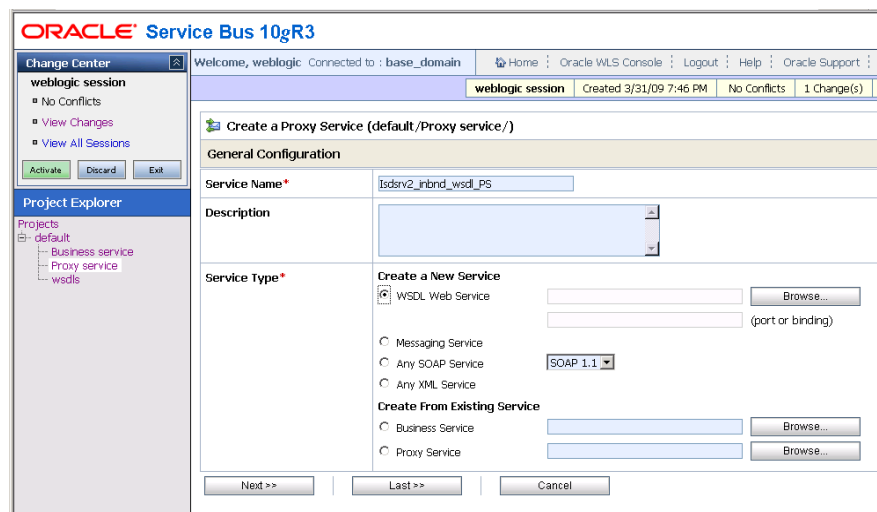 ORACLE Service Bus 10gR3
Change Center
weblogic session
No Conflicts
View Changes
View All Sessions
Activate Discard Exit
Project Explorer
Projects
default
Business service
Proxy service
wsdls
Welcome, weblogic Connected to : base_domain Home Oracle WLS Console Logout Help Oracle Support
weblogic session Created 3/31/09 7:46 PM No Conflicts 1 Change(s)
Create a Proxy Service (default/Proxy service/)
General Configuration
Service Name* Isdsrv2_inbnd_wsdl_PS
Description
Service Type* Create a New Service
WSDL Web Service Browse...
(port or binding)
Messaging Service
Any SOAP Service SOAP 1.1
Any XML Service
Create From Existing Service
Business Service Browse...
Proxy Service Browse...
Next >> Last >> Cancel